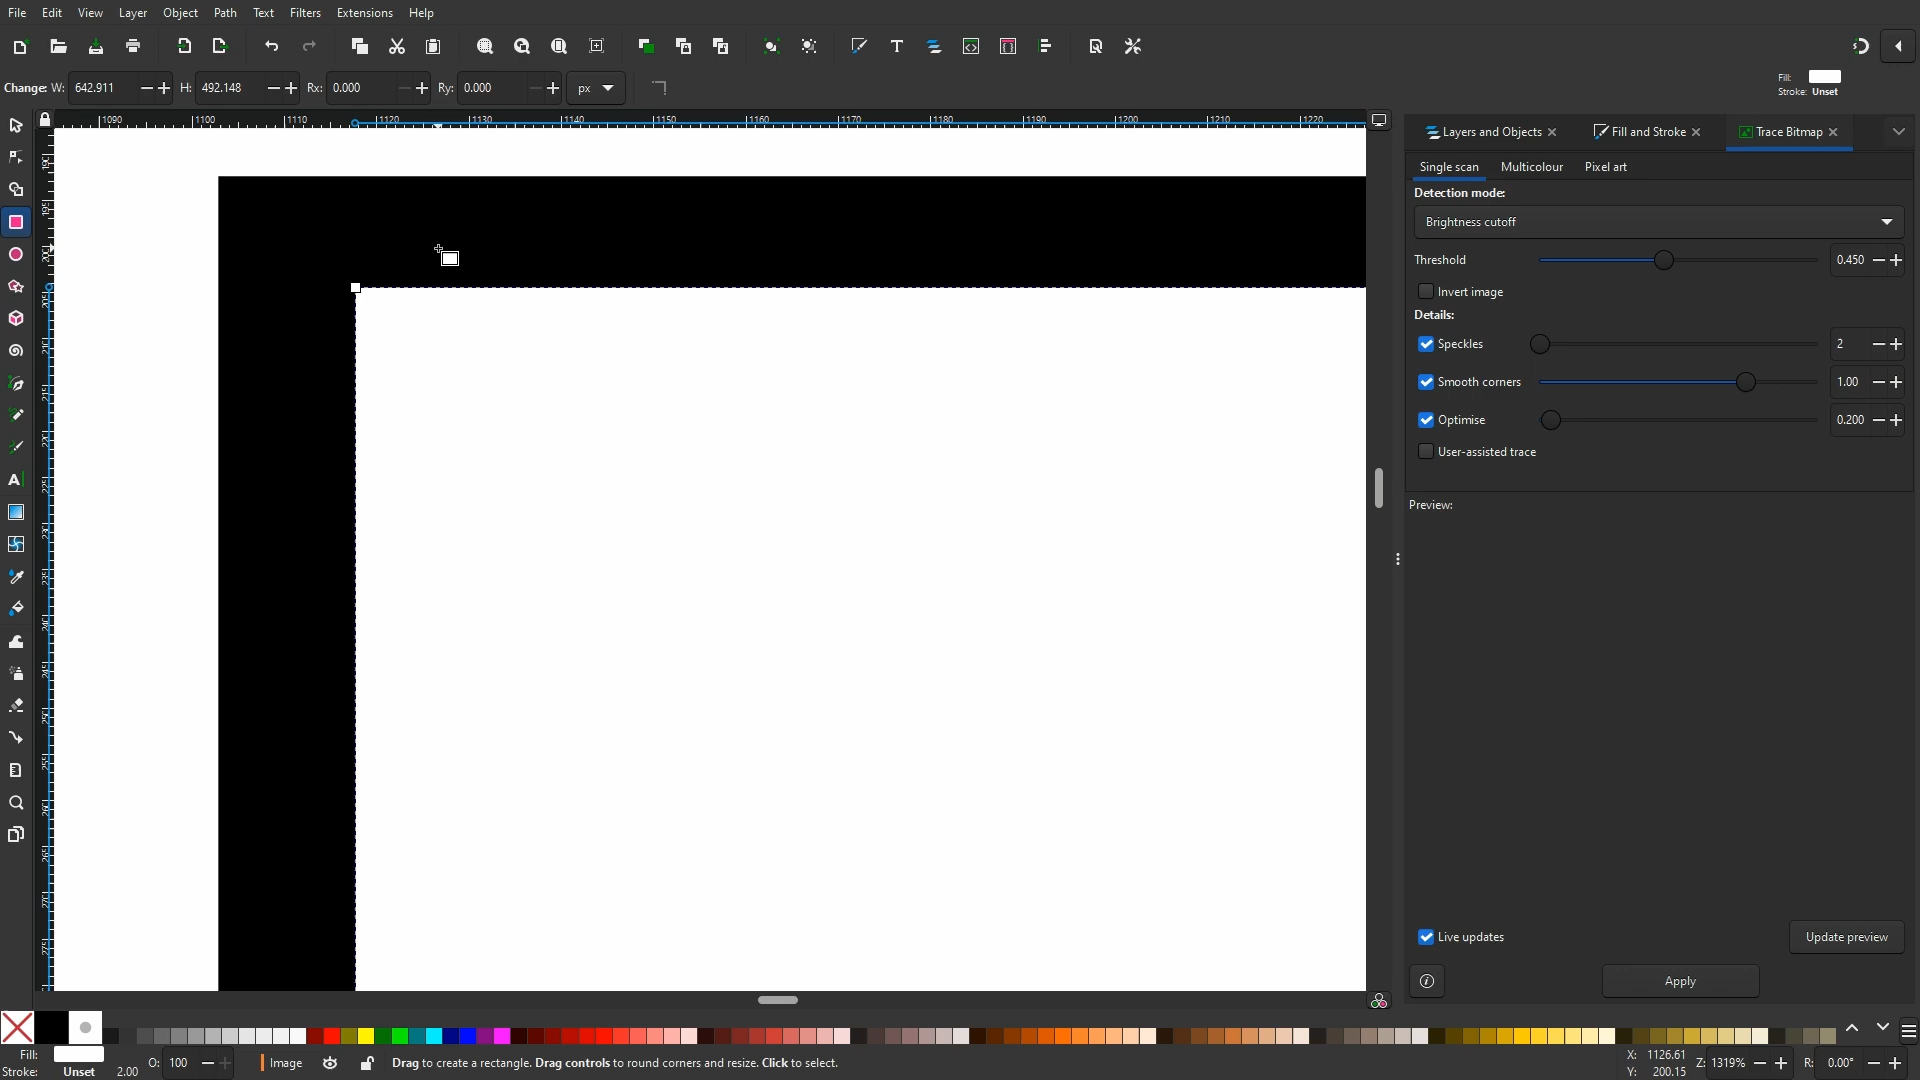 File Edit View Layer Object Path Text Filters Extensions Help
Change: W: 642.911 H: 492.148 Rx: 0.000 Ry: 0.000 px
Fill:
Stroke: Unset
1090 1100 1110 1120 1130 1140 1150 1160 1170 1180 1190 1200 1210 1220
Layers and Objects Fill and Stroke Trace Bitmap
Single scan Multicolour Pixel art
Detection mode:
Brightness cutoff
Threshold 0.450
Invert image
Details:
Speckles 2
Smooth corners 1.00
Optimise 0.200
User-assisted trace
Preview:
Live updates Update preview
Apply
Fill:
Stroke: Unset 2.00 O: 100 Image Drag to create a rectangle. Drag controls to round corners and resize. Click to select.
X: 1126.61
Y: 200.15
Z: 1319% R: 0.00°